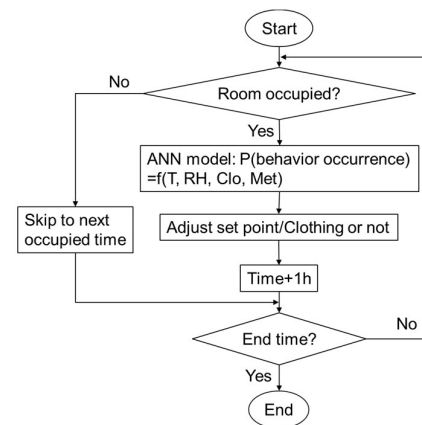 Start
No
Room occupied?
Yes
ANN model: P(behavior occurrence)
=f(T, RH, Clo, Met)
Skip to next
occupied time
Adjust set point/Clothing or not
Time+1h
End time?
No
Yes
End